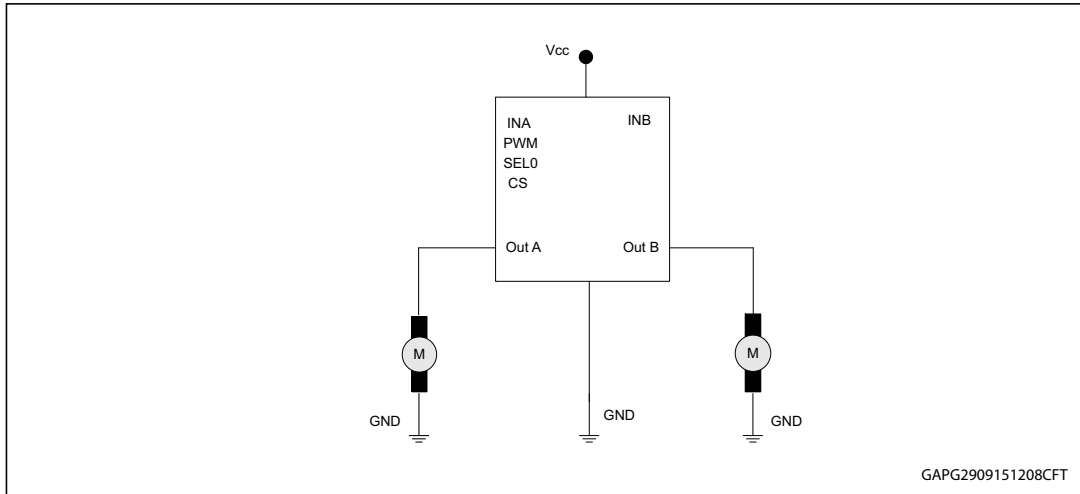 Vcc
INA
INB
PWM
SEL0
CS
Out A
Out B
M
M
GND
GND
GND
GAPG2909151208CFT